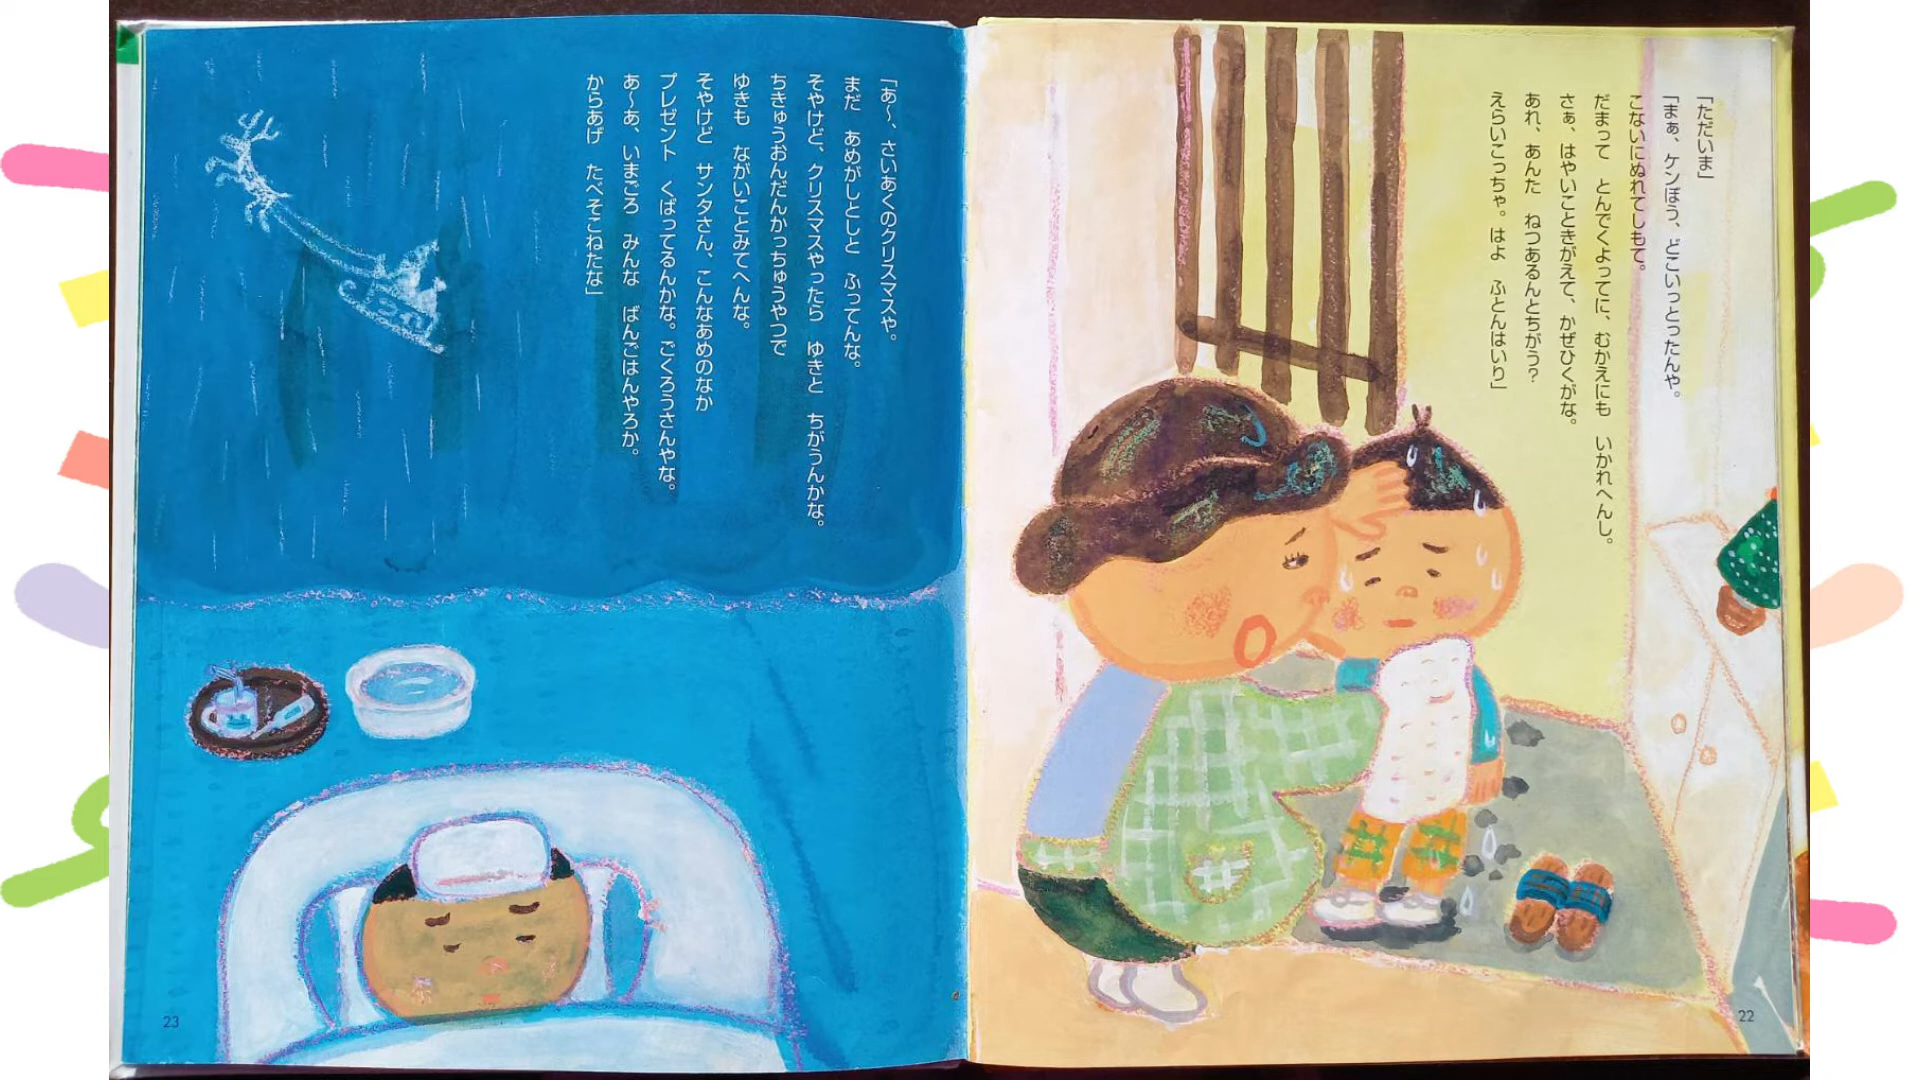 「ただいま」
「まぁ、ケンぼう、どこいっとったんや。
こないにぬれてしもて。
だまって　とんでくよってに、むかえにも　いかれへんし。
さぁ、はやいこときがえて、かぜひくがな。
あれ、あんた　ねつあるんとちがう？
えらいこっちゃ。はよ　ふとんはいり」
22
「あ〜、さいあくのクリスマスや。
まだ　あめがしとしと　ふってんな。
そやけど、クリスマスやったら　ゆきと　ちがうんかな。
ちきゅうおんだんかっちゅうやつで
ゆきも　ながいことみてへんな。
そやけど　サンタさん、こんなあめのなか
プレゼント　くばってるんかな。ごくろうさんやな。
あ〜あ、いまごろ　みんな　ばんごはんやろか。
からあげ　たべそこねたな」
23